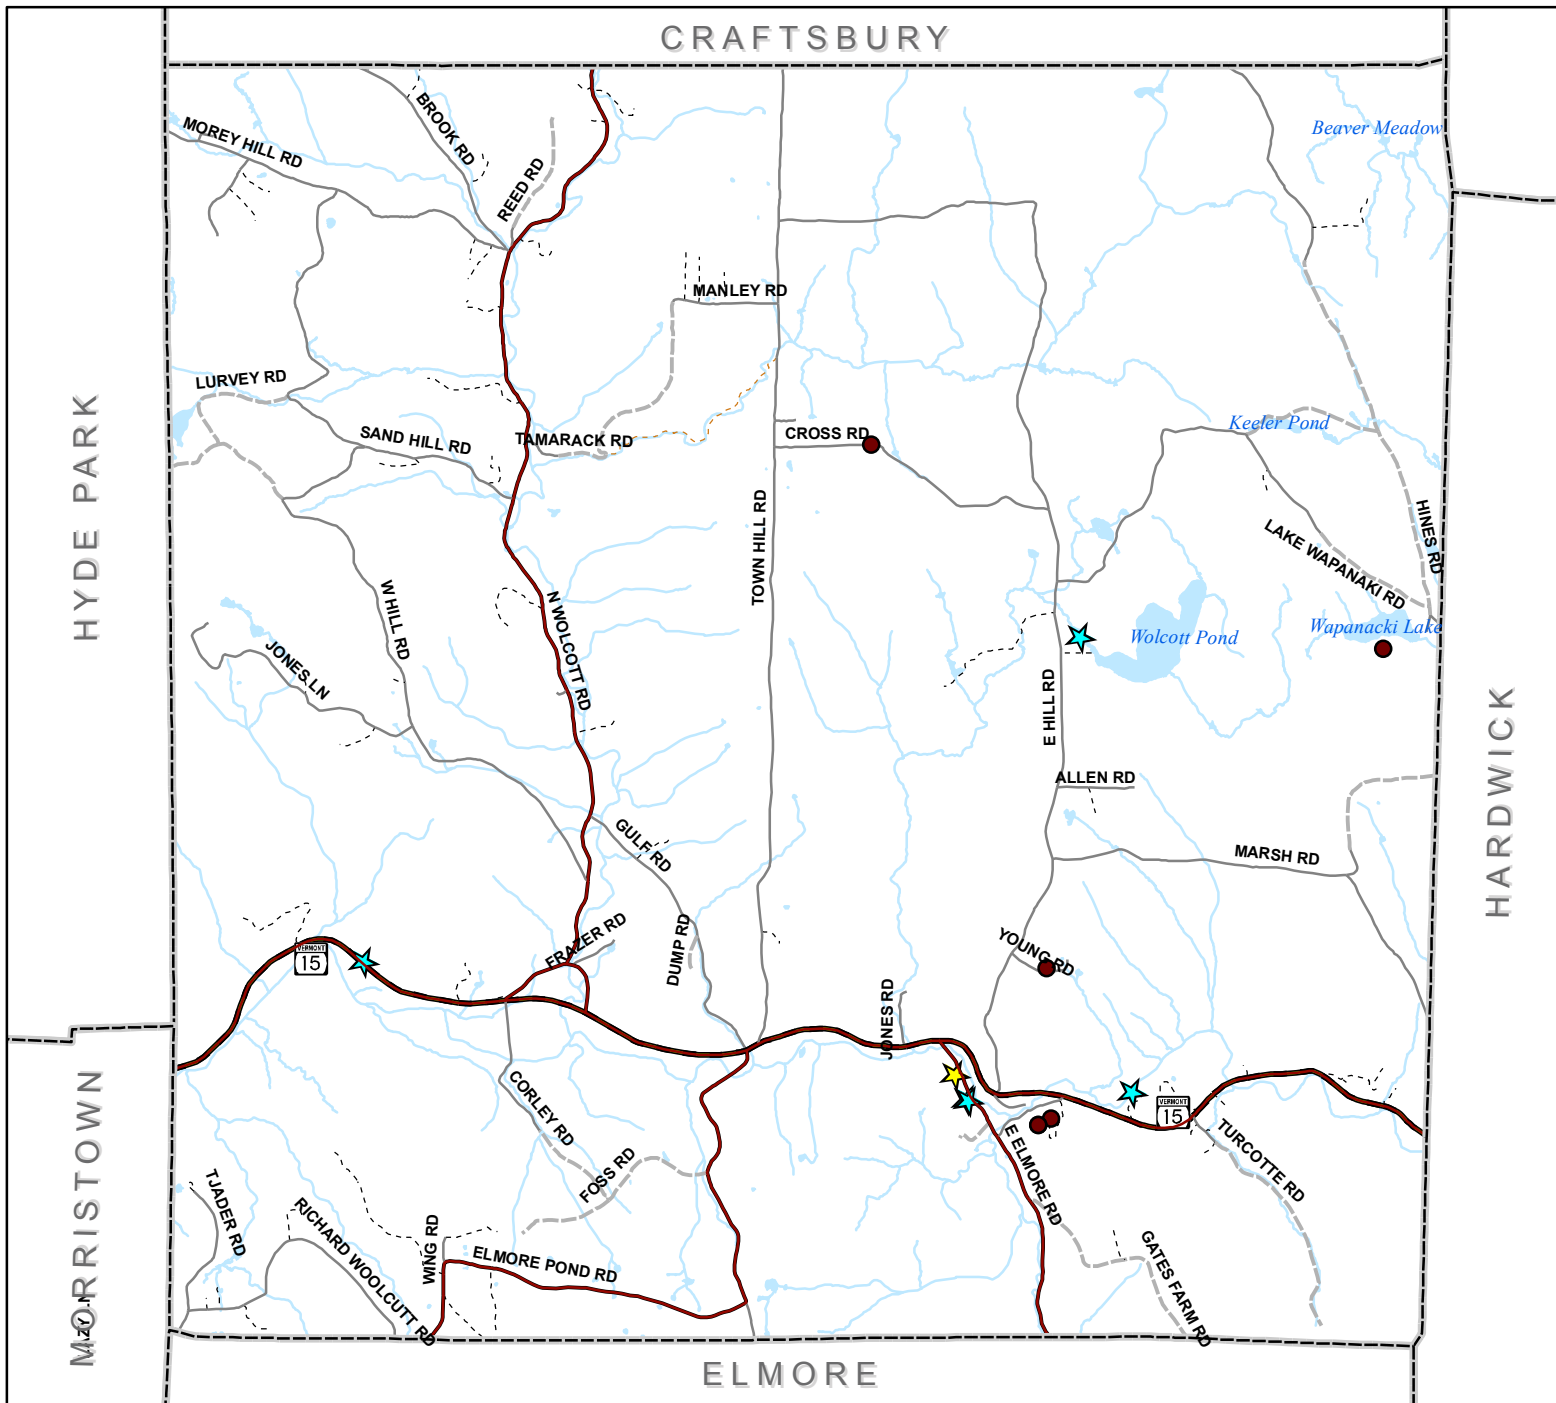 CRAFTSBURY
Beaver Meadow
BROOK RD
MOREY HILL RD
REED RD
MANLEY RD
LURVEY RD
HYDE PARK
SAND HILL RD
TAMARACK RD
CROSS RD
Keeler Pond
HINES RD
TOWN HILL RD
LAKE WAPANAKI RD
W HILL RD
N WOLCOTT RD
Wolcott Pond
Wapanacki Lake
JONES LN
E HILL RD
HARDWICK
ALLEN RD
GULF RD
MARSH RD
FRAZER RD
DUMP RD
YOUNG RD
VERMONT
15
JONES RD
MORRISTOWN
CORLEY RD
VERMONT
15
E ELMORE RD
TURCOTTE RD
FOSS RD
TJADER RD
RICHARD WOOLCUTT RD
WING RD
ELMORE POND RD
GATES FARM RD
ELMORE